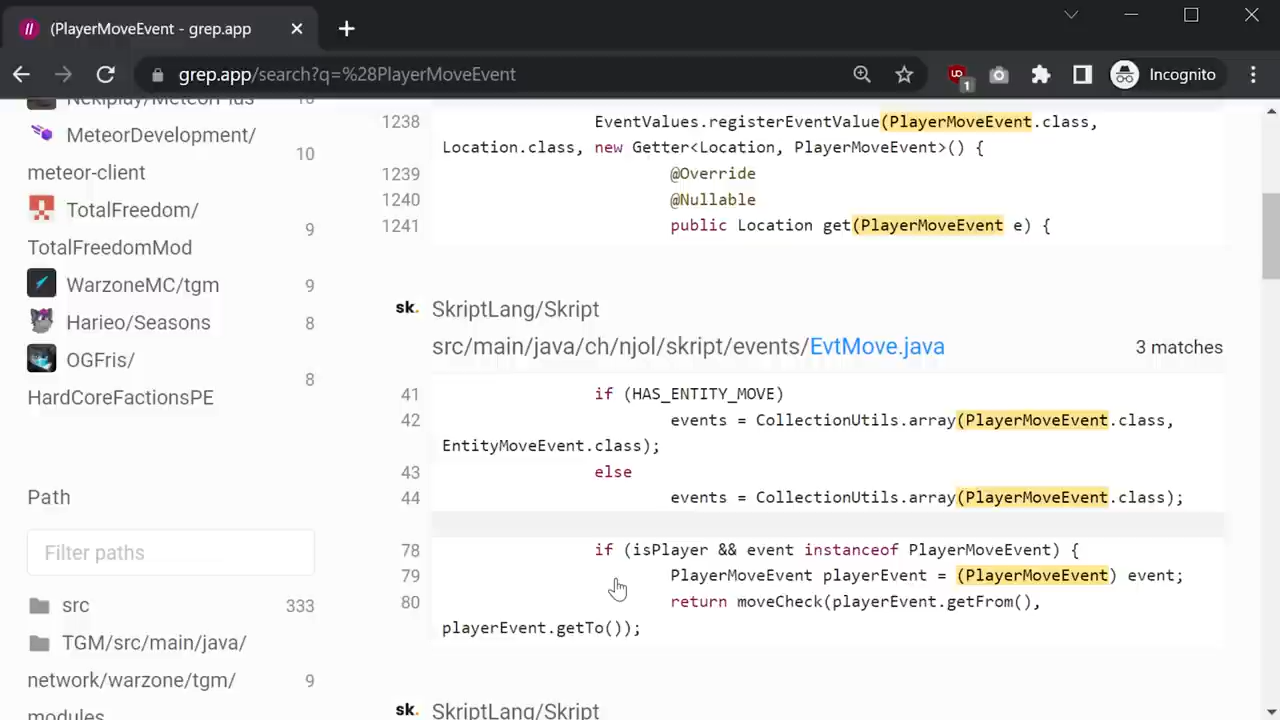 (PlayerMoveEvent - grep.app
grep.app/search?q=%28PlayerMoveEvent
1
Incognito
Nekiplay/MeteorPlus
MeteorDevelopment/
meteor-client
10
TotalFreedom/
TotalFreedomMod
9
WarzoneMC/tgm
9
Harieo/Seasons
8
OGFris/
HardCoreFactionsPE
8
Path
Filter paths
src
333
TGM/src/main/java/
network/warzone/tgm/
modules
9
1238 EventValues.registerEventValue(PlayerMoveEvent.class,
Location.class, new Getter<Location, PlayerMoveEvent>() {
1239 @Override
1240 @Nullable
1241 public Location get(PlayerMoveEvent e) {
sk. SkriptLang/Skript
src/main/java/ch/njol/skript/events/EvtMove.java
3 matches
41 if (HAS_ENTITY_MOVE)
42 events = CollectionUtils.array(PlayerMoveEvent.class,
EntityMoveEvent.class);
43 else
44 events = CollectionUtils.array(PlayerMoveEvent.class);
78 if (isPlayer && event instanceof PlayerMoveEvent) {
79 PlayerMoveEvent playerEvent = (PlayerMoveEvent) event;
80 return moveCheck(playerEvent.getFrom(),
playerEvent.getTo());
sk. SkriptLang/Skript